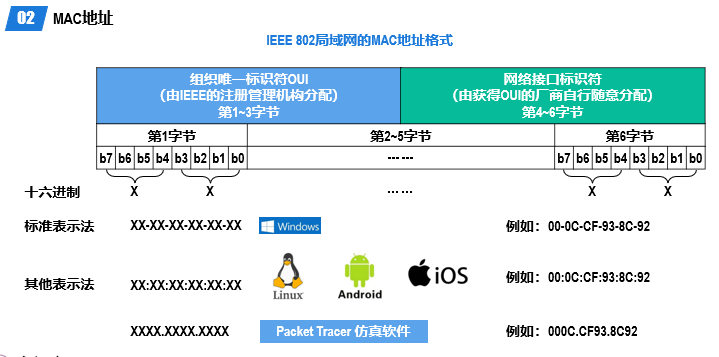 02 MAC地址
IEEE 802局域网的MAC地址格式
组织唯一标识符OUI
（由IEEE的注册管理机构分配）
第1~3字节
网络接口标识符
（由获得OUI的厂商自行随意分配）
第4~6字节
第1字节 第2~5字节 第6字节
b7 b6 b5 b4 b3 b2 b1 b0 …… b7 b6 b5 b4 b3 b2 b1 b0
十六进制 X X …… X X
标准表示法 XX-XX-XX-XX-XX-XX Windows 例如：00-0C-CF-93-8C-92
其他表示法 XX:XX:XX:XX:XX:XX Linux Android iOS 例如：00:0C:CF:93:8C:92
XXXX.XXXX.XXXX Packet Tracer 仿真软件 例如：000C.CF93.8C92